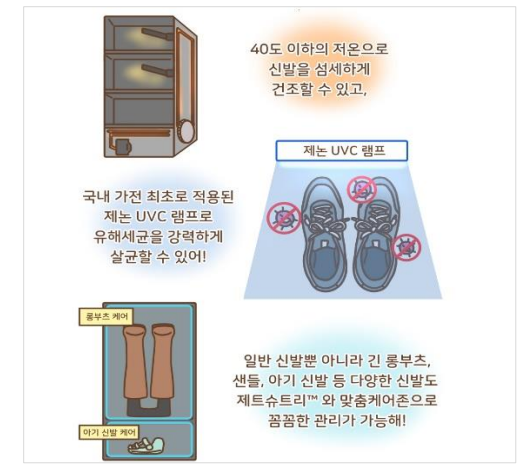 40도 이하의 저온으로
신발을 섬세하게
건조할 수 있고,
제논 UVC 램프
국내 가전 최초로 적용된
제논 UVC 램프로
유해세균을 강력하게
살균할 수 있어!
롱부츠 케어
일반 신발뿐 아니라 긴 롱부츠,
샌들, 아기 신발 등 다양한 신발도
제트슈트리™ 와 맞춤케어존으로
꼼꼼한 관리가 가능해!
아기 신발 케어